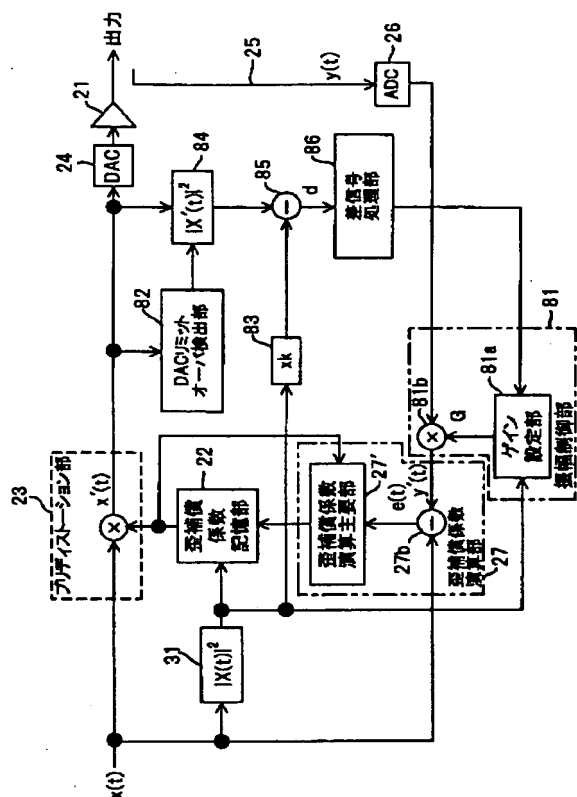 23
プリディストーション部
x(t)
x'(t)
24
DAC
21
出力
31
|X(t)|²
22
歪補償
係数
記憶部
82
DACリミット
オーバ検出部
84
|X'(t)|²
25
y(t)
26
ADC
83
xk
85
−
d
86
差信号
処理部
27'
歪補償係数
演算主要部
e(t)
27b
−
y'(t)
歪補償係数
演算部
27
81
81b
×
G
81a
ゲイン
設定部
振幅制御部
×